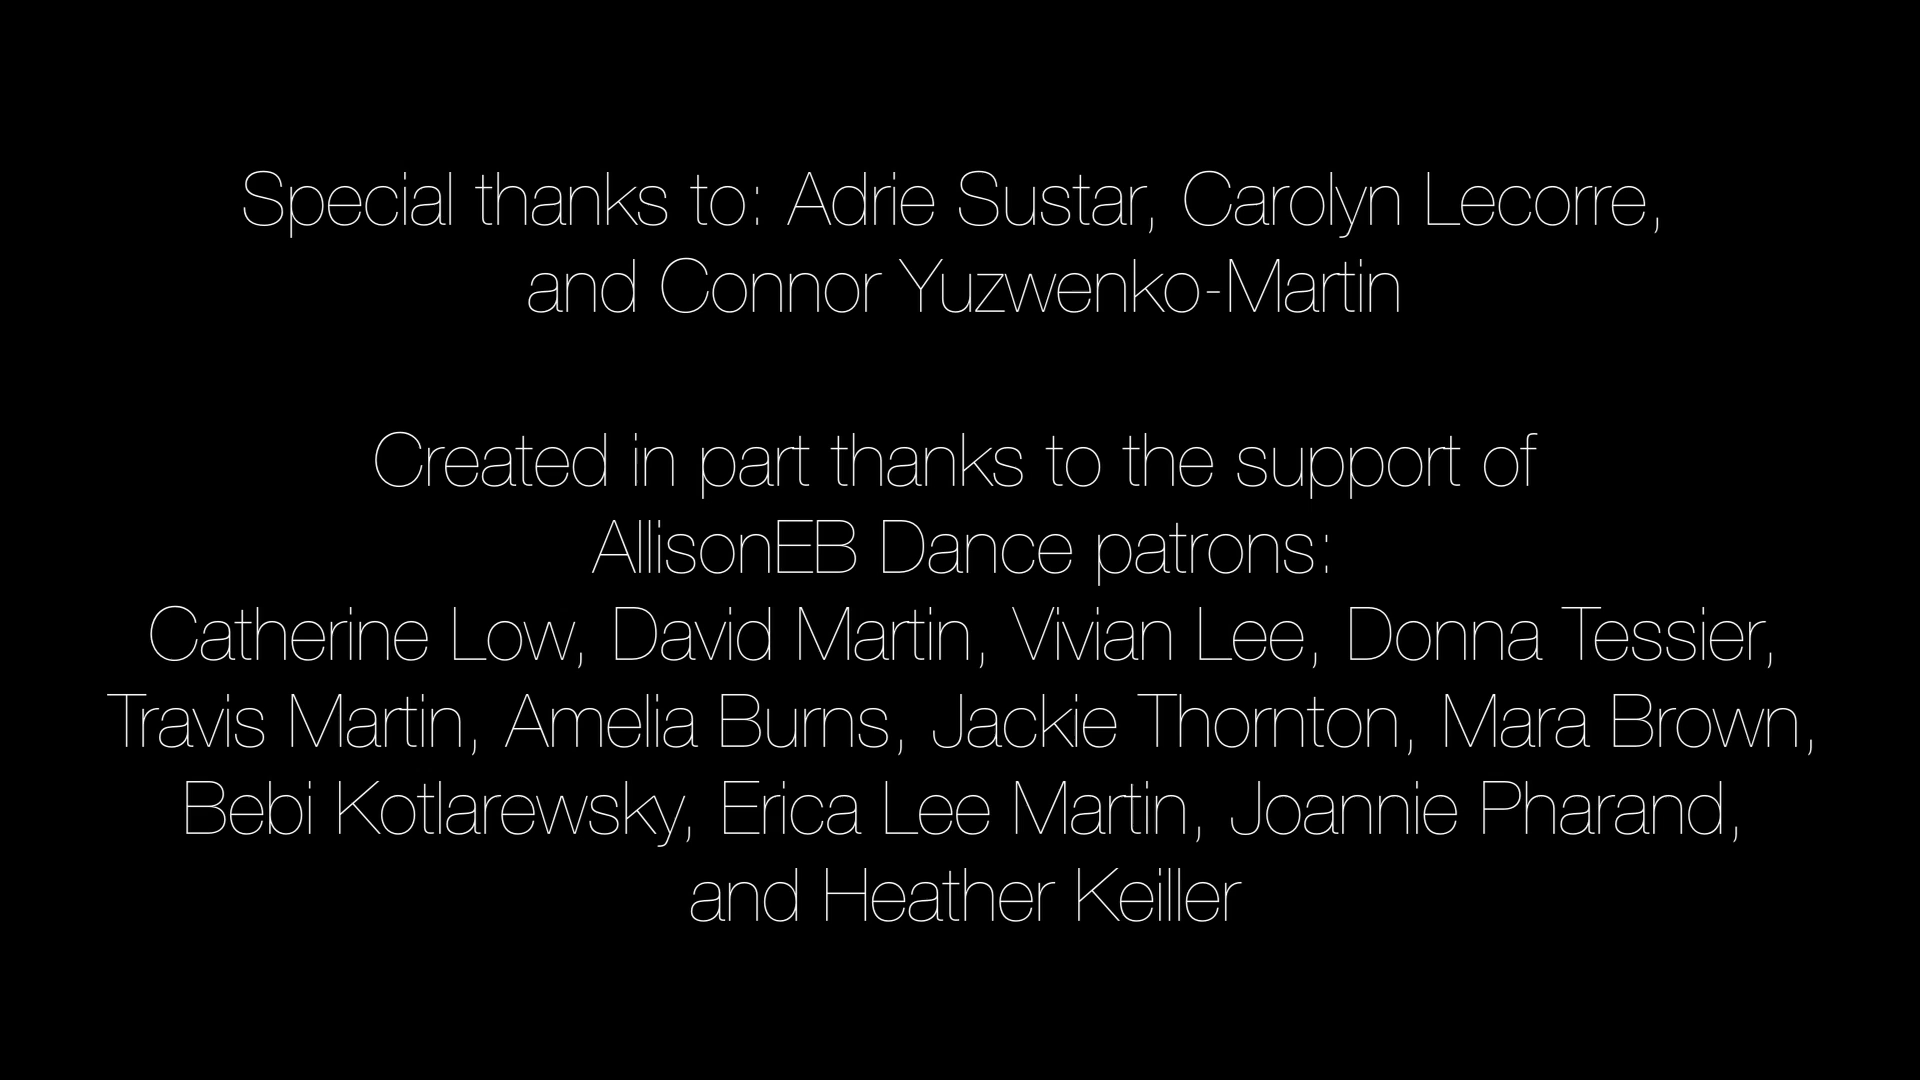 Special thanks to: Adrie Sustar, Carolyn Lecorre,
and Connor Yuzwenko-Martin
Created in part thanks to the support of
AllisonEB Dance patrons:
Catherine Low, David Martin, Vivian Lee, Donna Tessier,
Travis Martin, Amelia Burns, Jackie Thornton, Mara Brown,
Bebi Kotlarewsky, Erica Lee Martin, Joannie Pharand,
and Heather Keiller